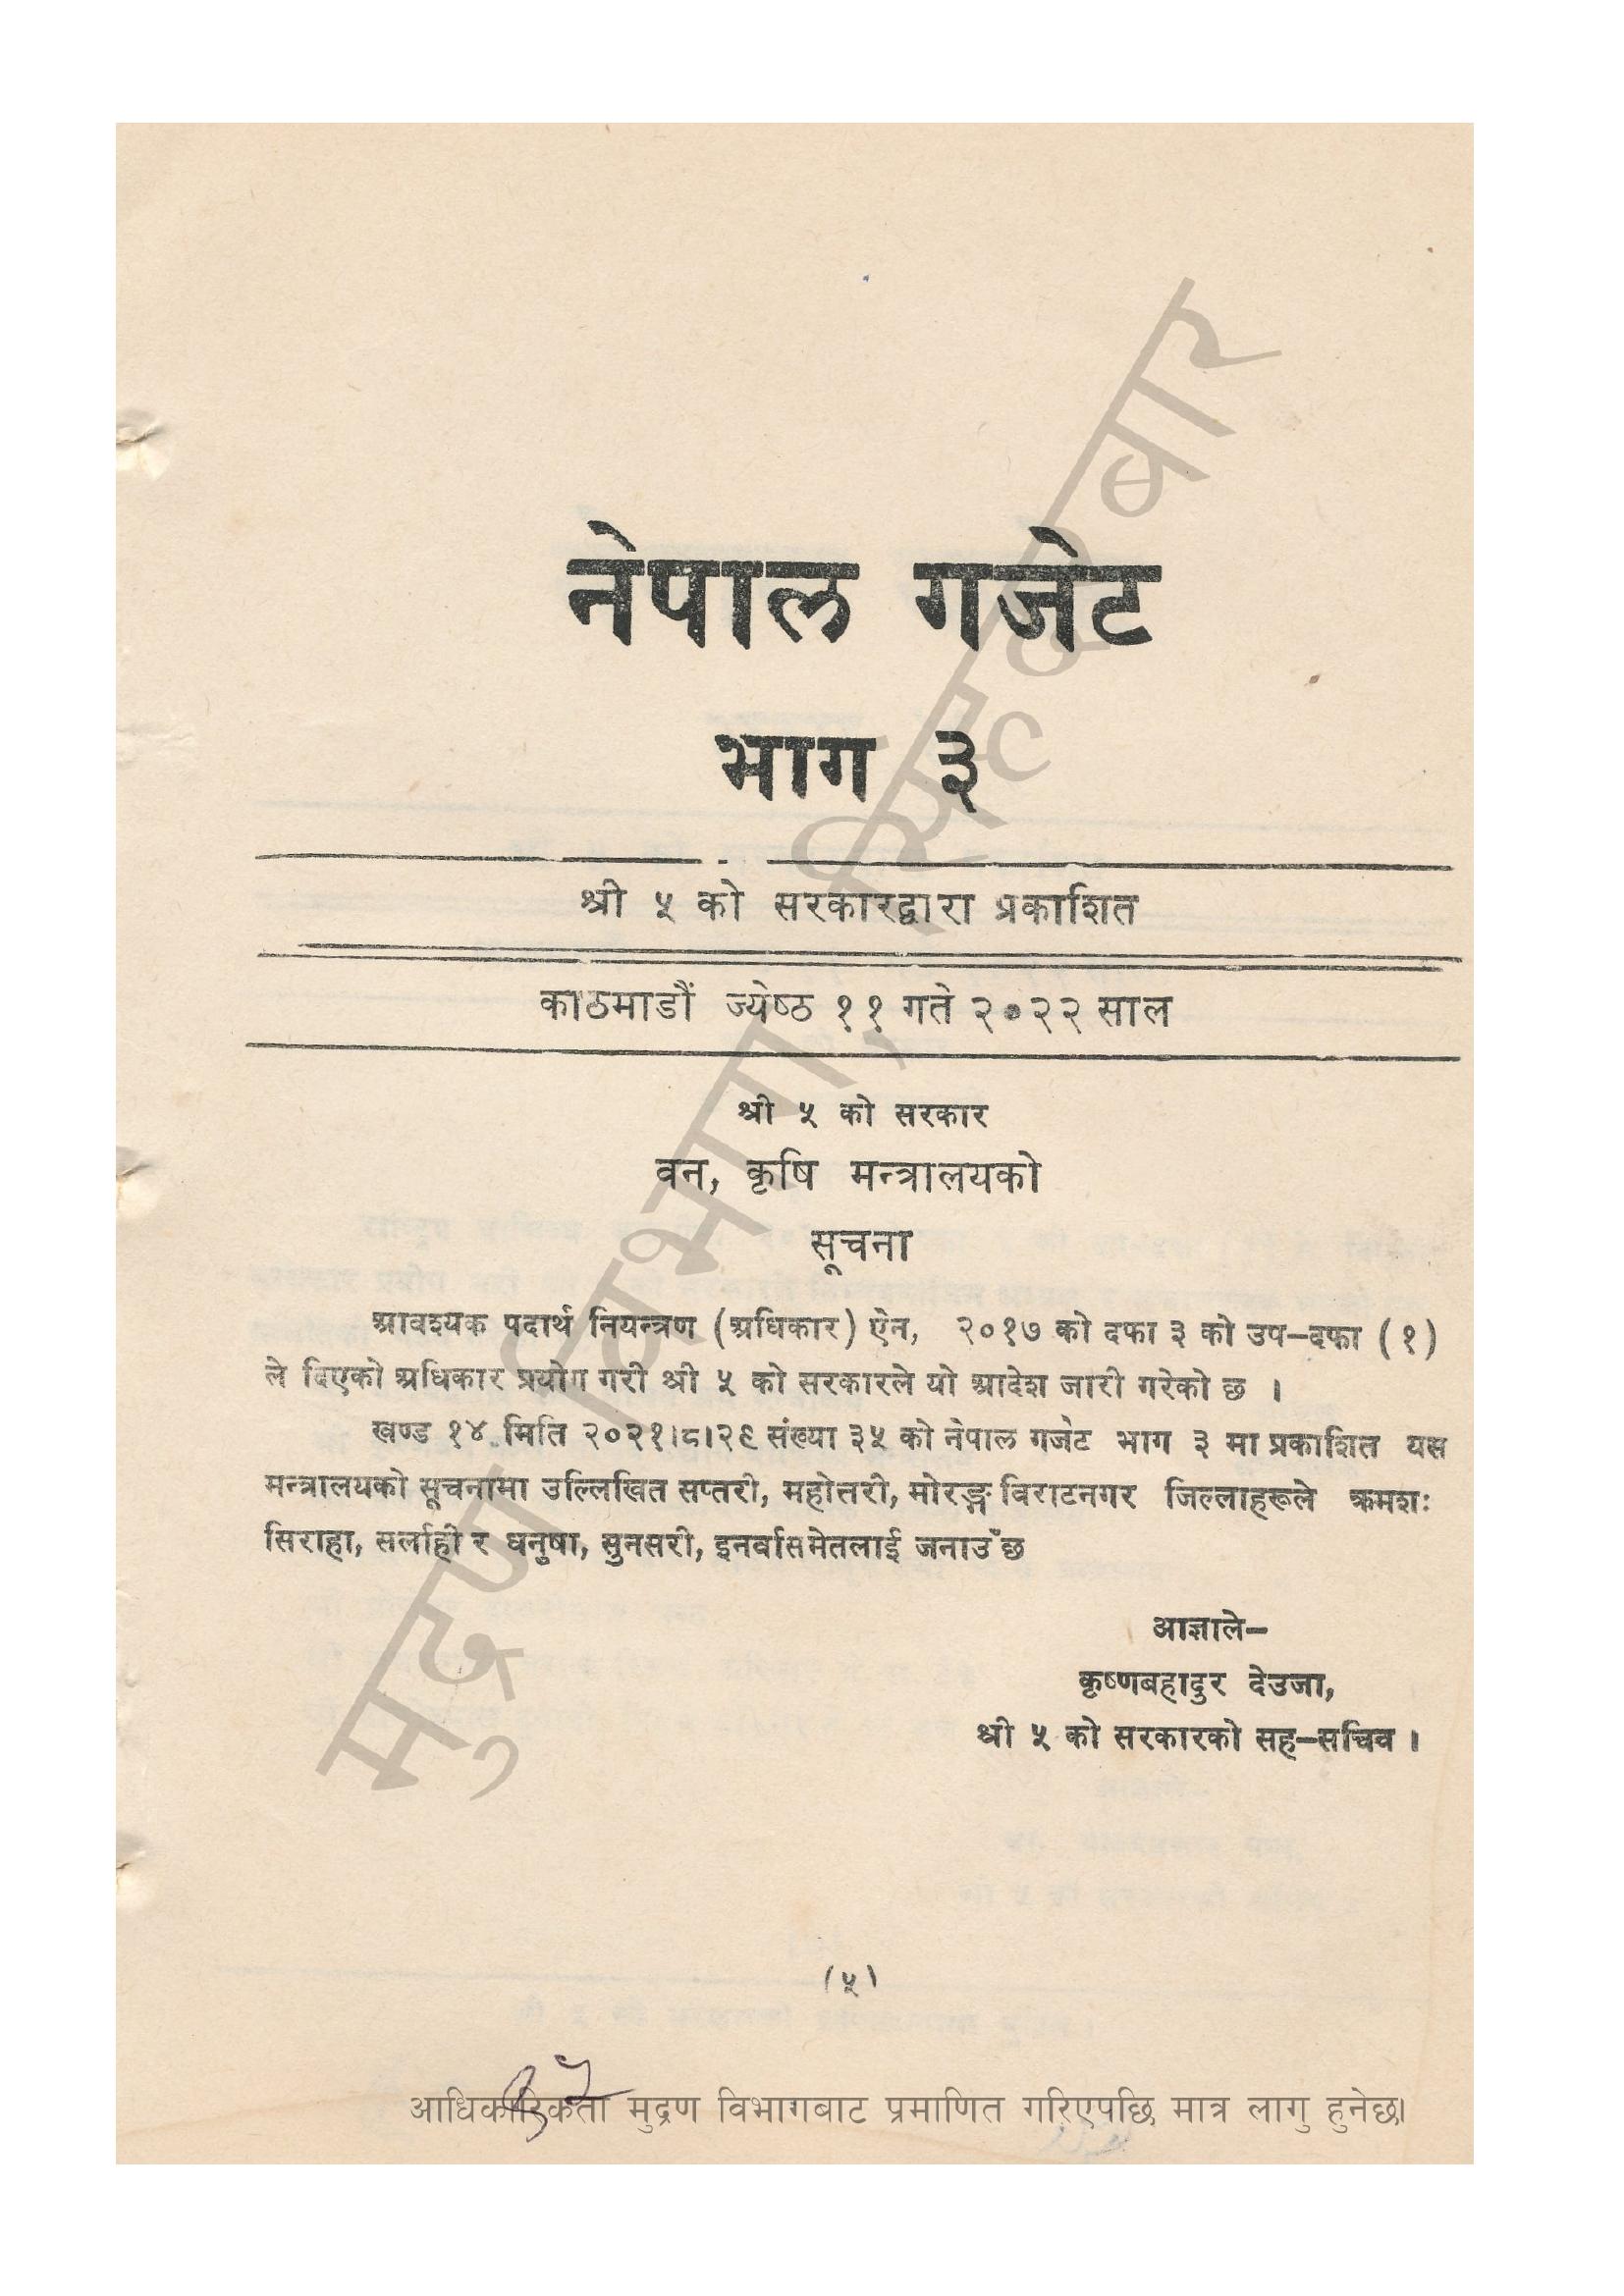 नेपाल गजेट
भाग ३
श्री ५ को सरकारद्वारा प्रकाशित
काठमाडौं ज्येष्ठ ११ गते २०२२ साल
श्री ५ को सरकार
वन, कृषि मन्त्रालयको
सूचना
आवश्यक पदार्थ नियन्त्रण (अधिकार) ऐन, २०१७ को दफा ३ को उप–दफा (१)
ले दिएको अधिकार प्रयोग गरी श्री ५ को सरकारले यो आदेश जारी गरेको छ ।
खण्ड १४ मिति २०२१।८।२९ संख्या ३५ को नेपाल गजेट भाग ३ मा प्रकाशित यस
मन्त्रालयको सूचनामा उल्लिखित सप्तरी, महोत्तरी, मोरङ्ग विराटनगर जिल्लाहरूले क्रमशः
सिराहा, सर्लाही र धनुषा, सुनसरी, इनर्वासमेतलाई जनाउँछ
आज्ञाले–
कृष्णबहादुर देउजा,
श्री ५ को सरकारको सह–सचिव ।
(५)
आधिकारिकता मुद्रण विभागबाट प्रमाणित गरिएपछि मात्र लागु हुनेछ।
मुद्रण विभाग, सिंहदरबार